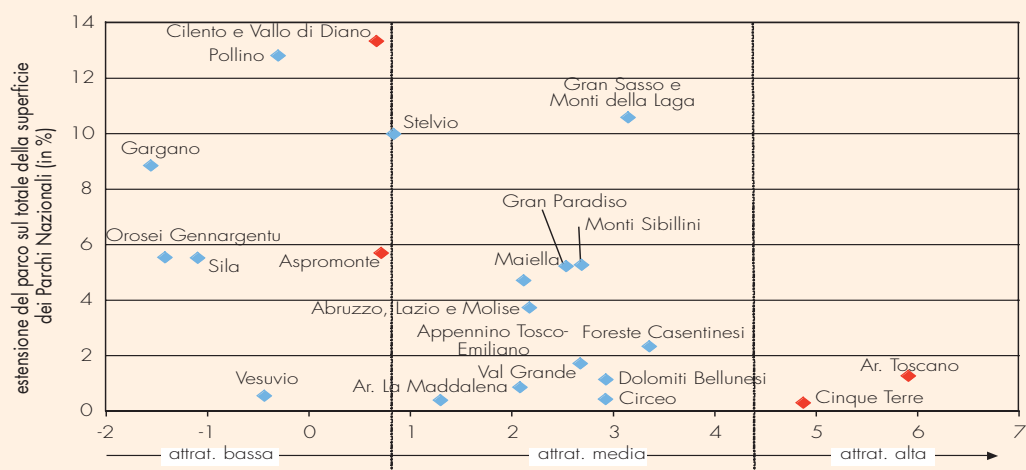 estensione del parco sul totale della superficie
dei Parchi Nazionali (in %)
14
12
10
8
6
4
2
0
Cilento e Vallo di Diano
Pollino
Gran Sasso e
Monti della Laga
Stelvio
Gargano
Gran Paradiso
Monti Sibillini
Orosei Gennargentu
Sila
Aspromonte
Maiella
Abruzzo, Lazio e Molise
Appennino Tosco-
Emiliano
Foreste Casentinesi
Vesuvio
Ar. La Maddalena
Val Grande
Dolomiti Bellunesi
Circeo
Ar. Toscano
Cinque Terre
-2 -1 0 1 2 3 4 5 6 7
attrat. bassa attrat. media attrat. alta